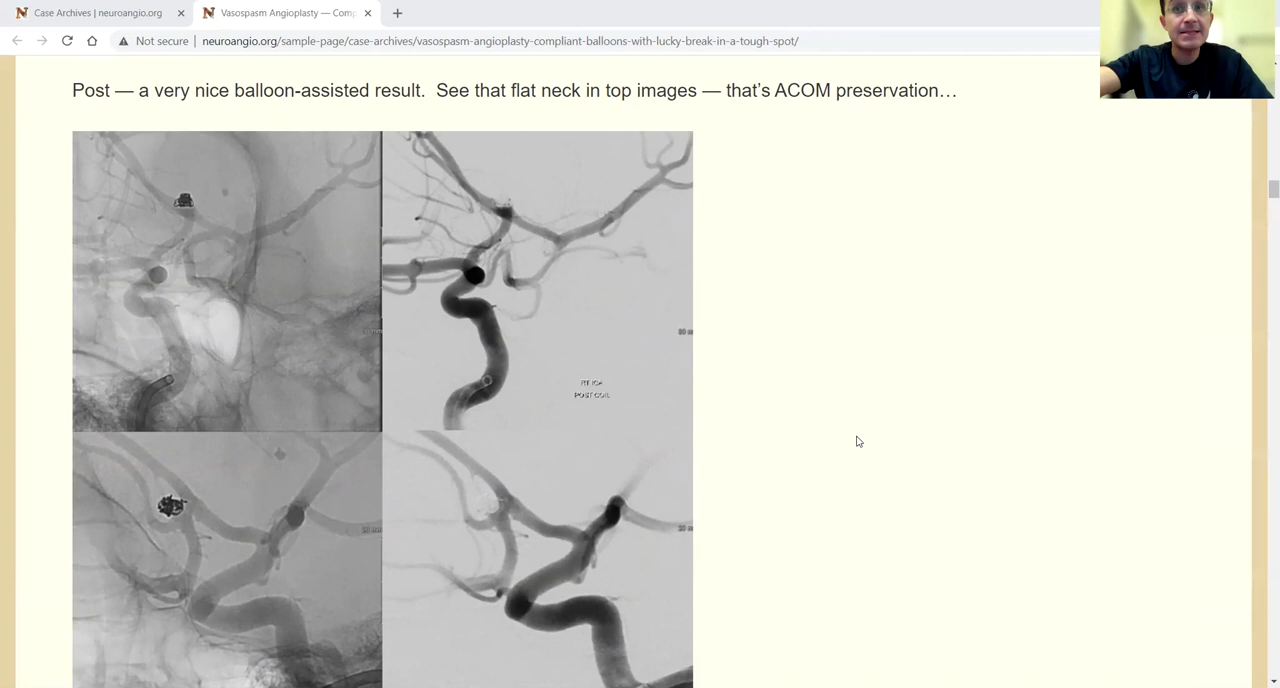 Case Archives | neuroangio.org
Vasospasm Angioplasty — Comp
Not secure
neuroangio.org/sample-page/case-archives/vasospasm-angioplasty-compliant-balloons-with-lucky-break-in-a-tough-spot/
Post — a very nice balloon-assisted result. See that flat neck in top images — that's ACOM preservation…
RT ICA
POST COIL